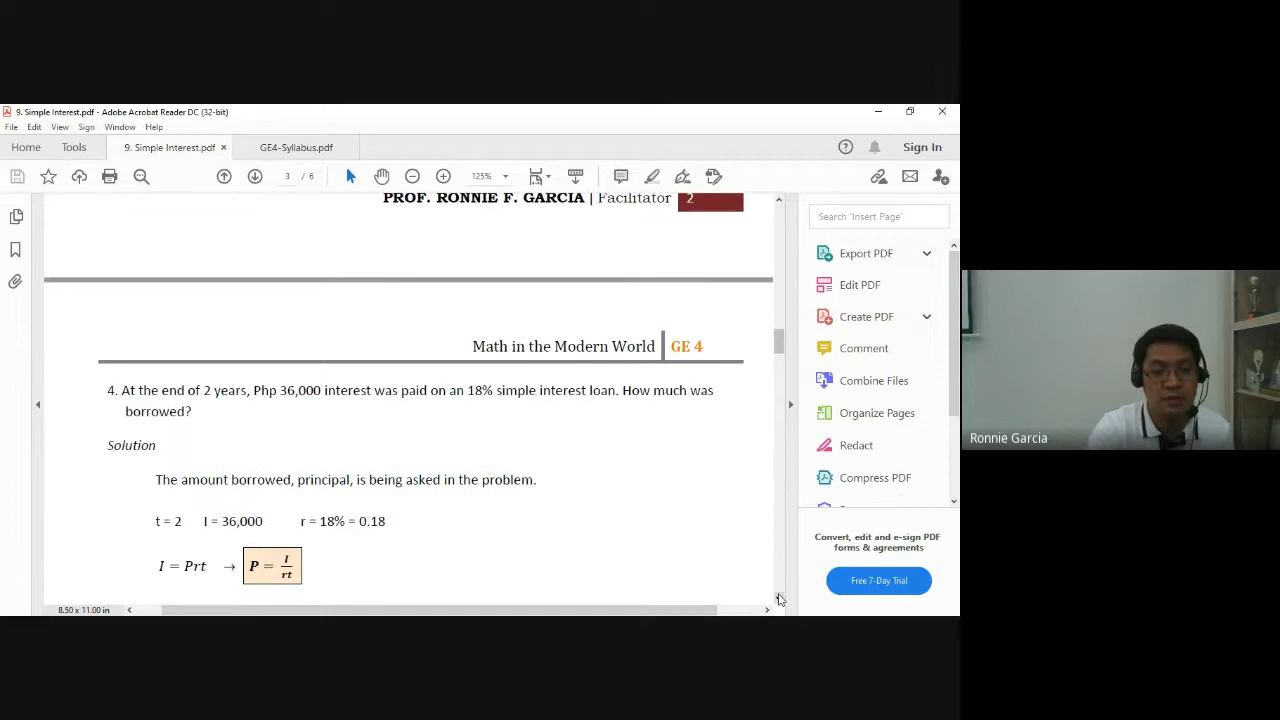 9. Simple Interest.pdf - Adobe Acrobat Reader DC (32-bit)
File Edit View Sign Window Help
Home Tools 9. Simple Interest.pdf × GE4-Syllabus.pdf Sign In
3 / 6 125%
PROF. RONNIE F. GARCIA | Facilitator 2
Search 'Insert Page'
Export PDF
Edit PDF
Create PDF
Comment
Combine Files
Organize Pages
Redact
Compress PDF
Convert, edit and e-sign PDF
forms & agreements
Free 7-Day Trial
Math in the Modern World GE 4
4. At the end of 2 years, Php 36,000 interest was paid on an 18% simple interest loan. How much was
borrowed?
Solution
The amount borrowed, principal, is being asked in the problem.
t = 2 I = 36,000 r = 18% = 0.18
I = Prt → P = I/rt
8.50 x 11.00 in
Ronnie Garcia